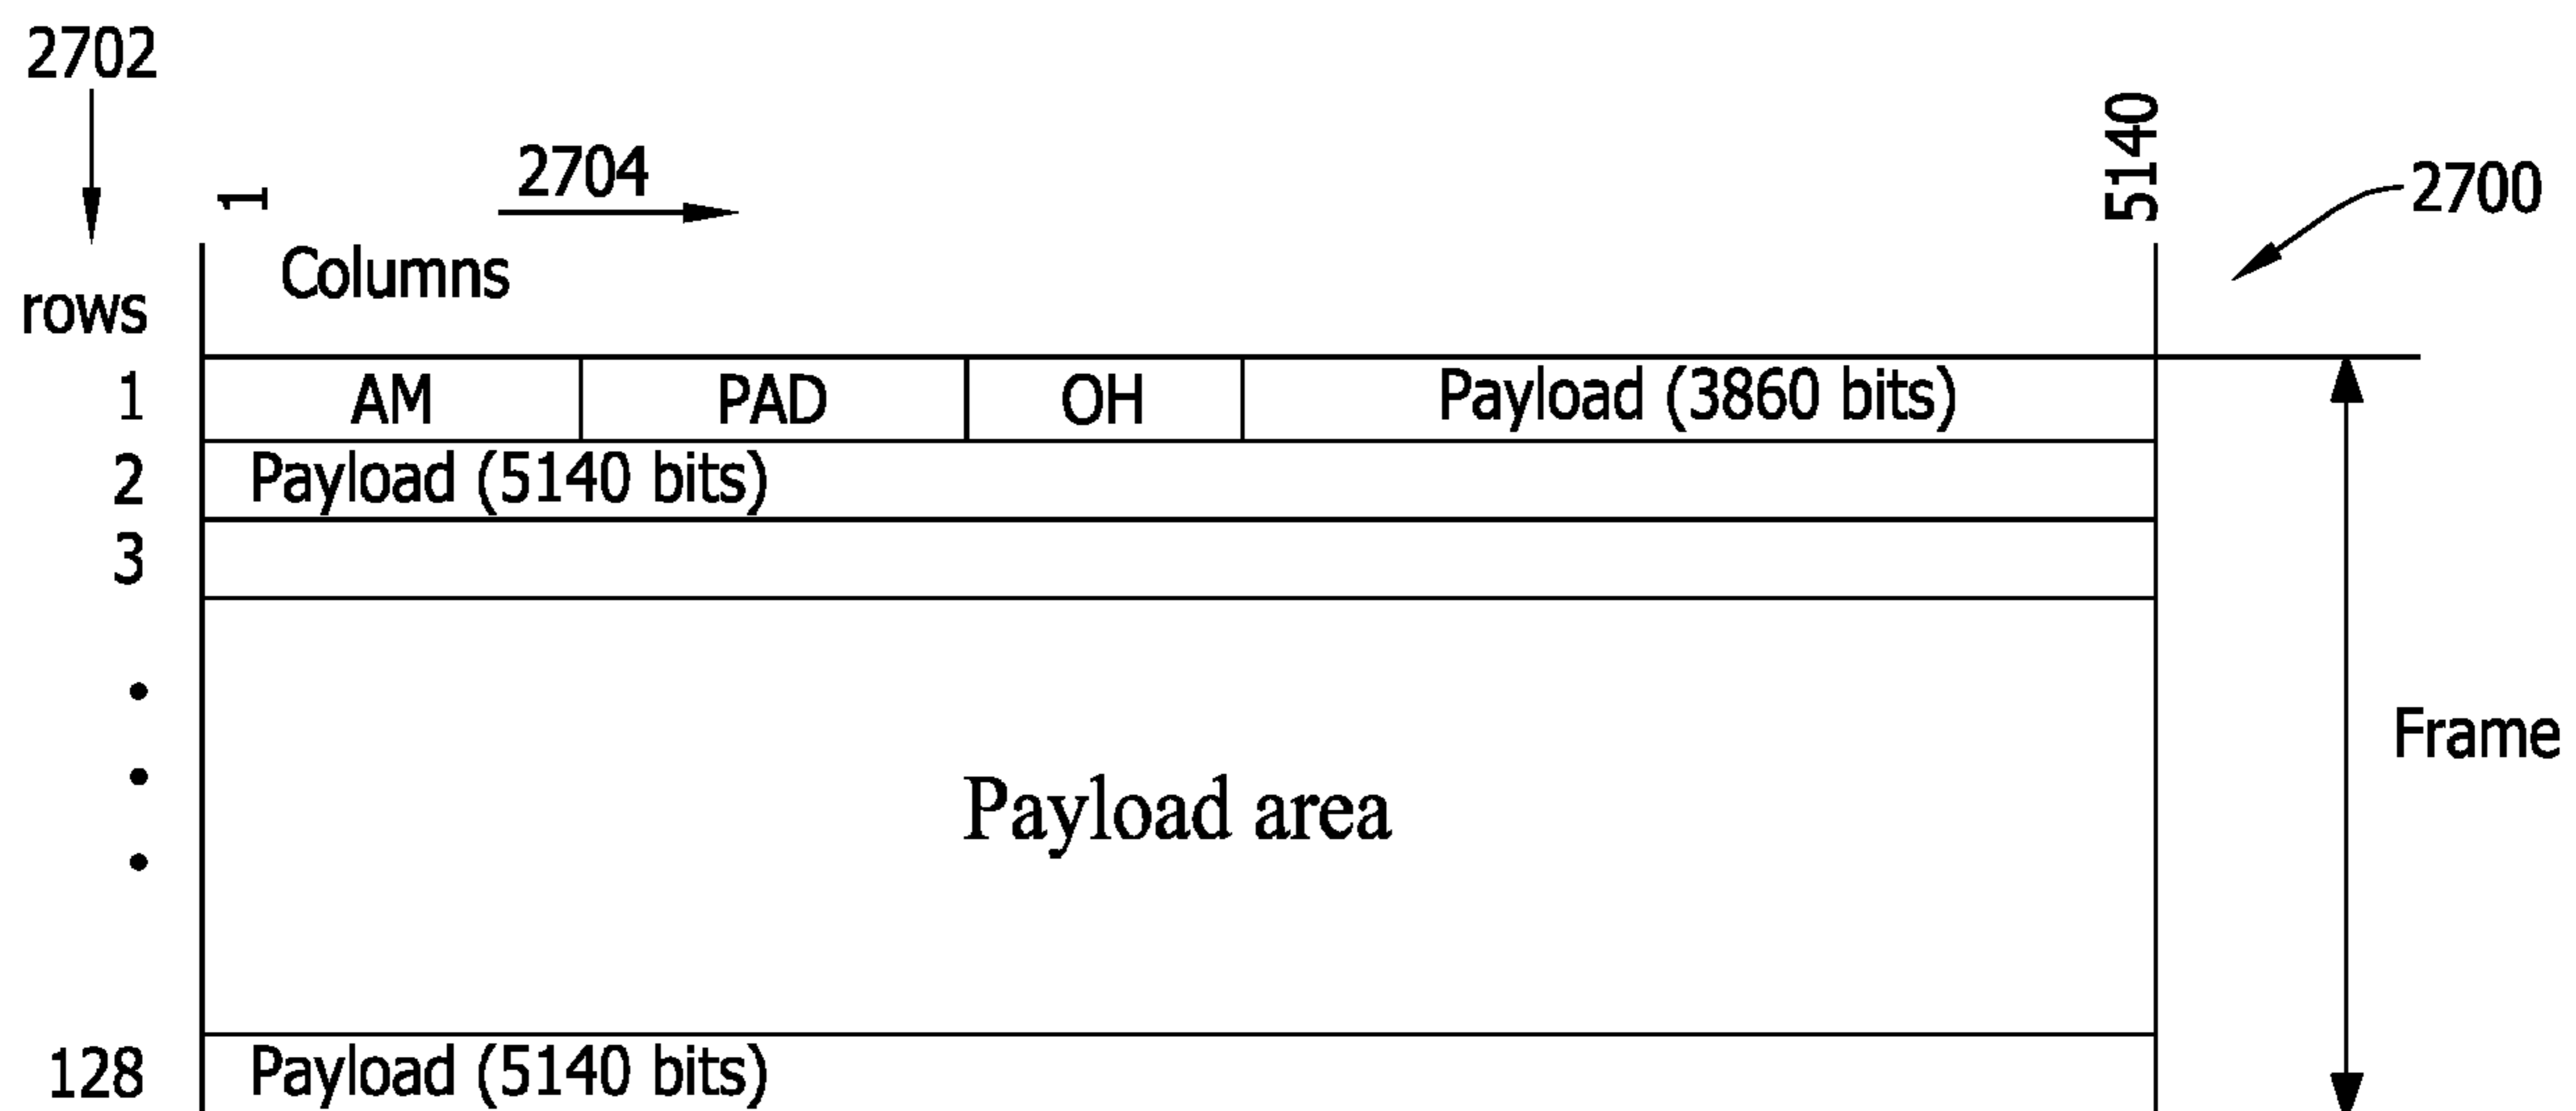 2702
1
2704
5140
2700
Columns
rows
1 AM PAD OH Payload (3860 bits)
2 Payload (5140 bits)
3
Payload area
Frame
128 Payload (5140 bits)